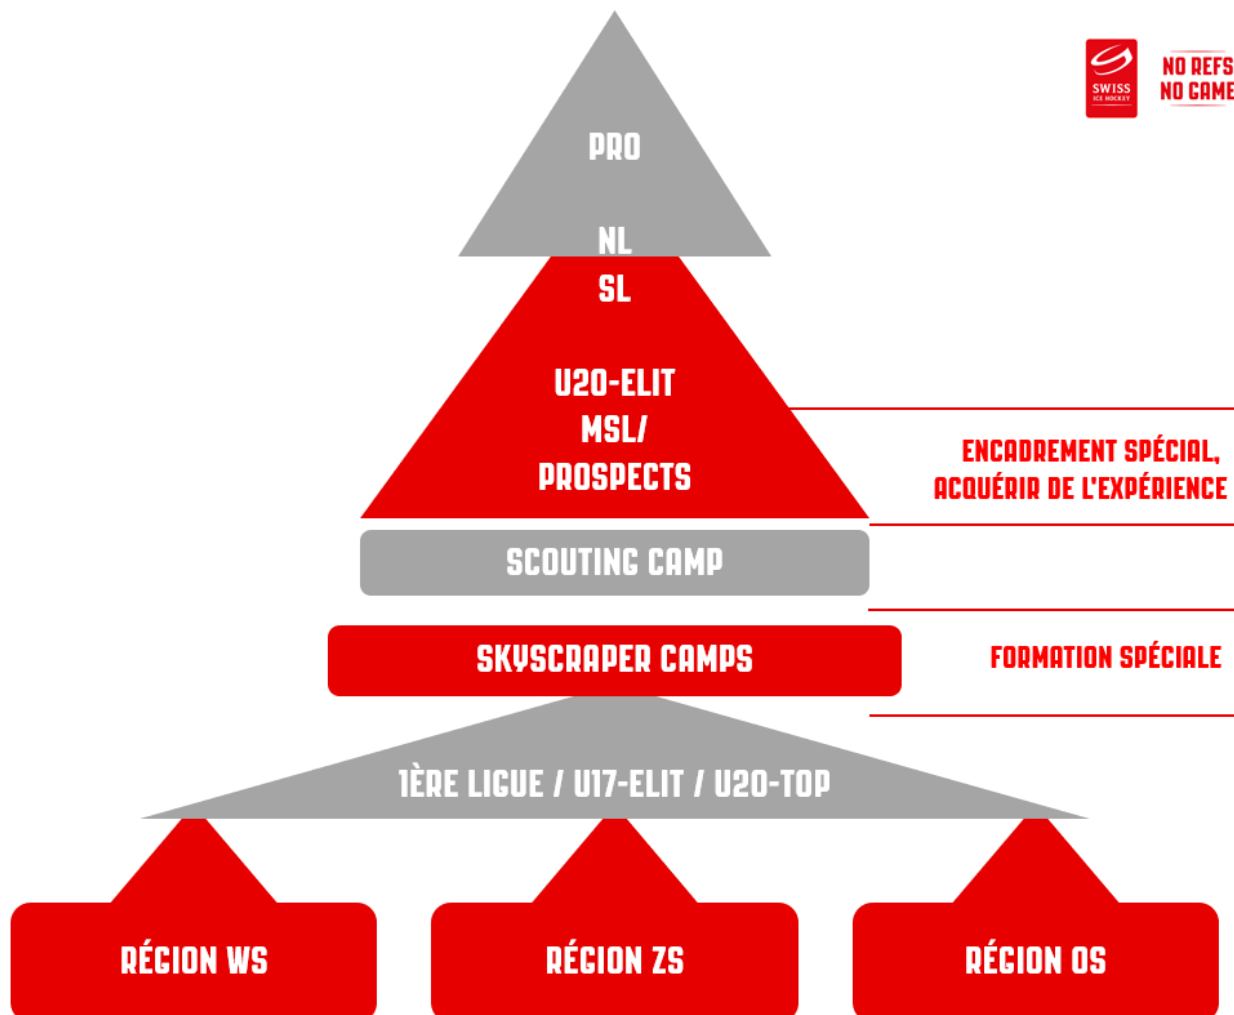 SWISS
ICE HOCKEY
NO REFS
NO GAME
PRO
NL
SL
U20-ELIT
MSL/
PROSPECTS
ENCADREMENT SPÉCIAL,
ACQUÉRIR DE L'EXPÉRIENCE
SCOUTING CAMP
SKYSCRAPER CAMPS
FORMATION SPÉCIALE
1ÈRE LIGUE / U17-ELIT / U20-TOP
RÉGION WS
RÉGION ZS
RÉGION OS